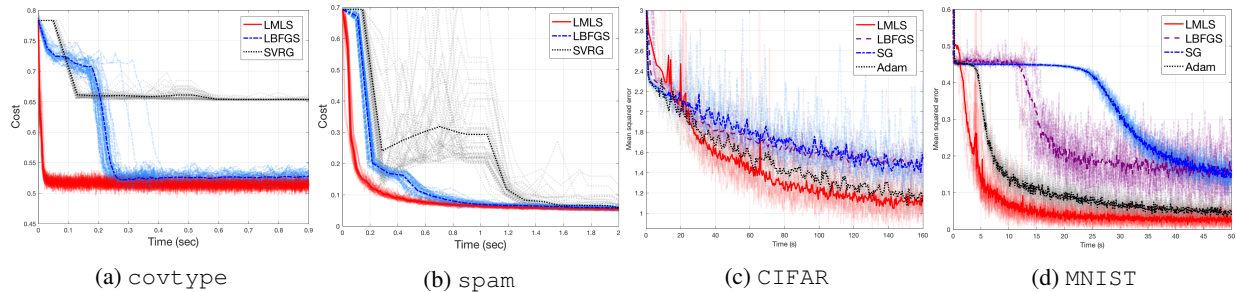 0.8
0.75
0.7
0.65
0.6
0.55
0.5
0.45
Cost
0 0.1 0.2 0.3 0.4 0.5 0.6 0.7 0.8 0.9
Time (sec)
LMLS
LBFGS
SVRG
(a) covtype
0.7
0.6
0.5
0.4
0.3
0.2
0.1
0
Cost
0 0.2 0.4 0.6 0.8 1 1.2 1.4 1.6 1.8 2
Time (sec)
LMLS
LBFGS
SVRG
(b) spam
3
2.8
2.6
2.4
2.2
2
1.8
1.6
1.4
1.2
1
Mean squared error
0 20 40 60 80 100 120 140 160
Time (s)
LMLS
LBFGS
SG
Adam
(c) CIFAR
0.6
0.5
0.4
0.3
0.2
0.1
0
Mean squared error
0 5 10 15 20 25 30 35 40 45 50
Time (s)
LMLS
LBFGS
SG
Adam
(d) MNIST